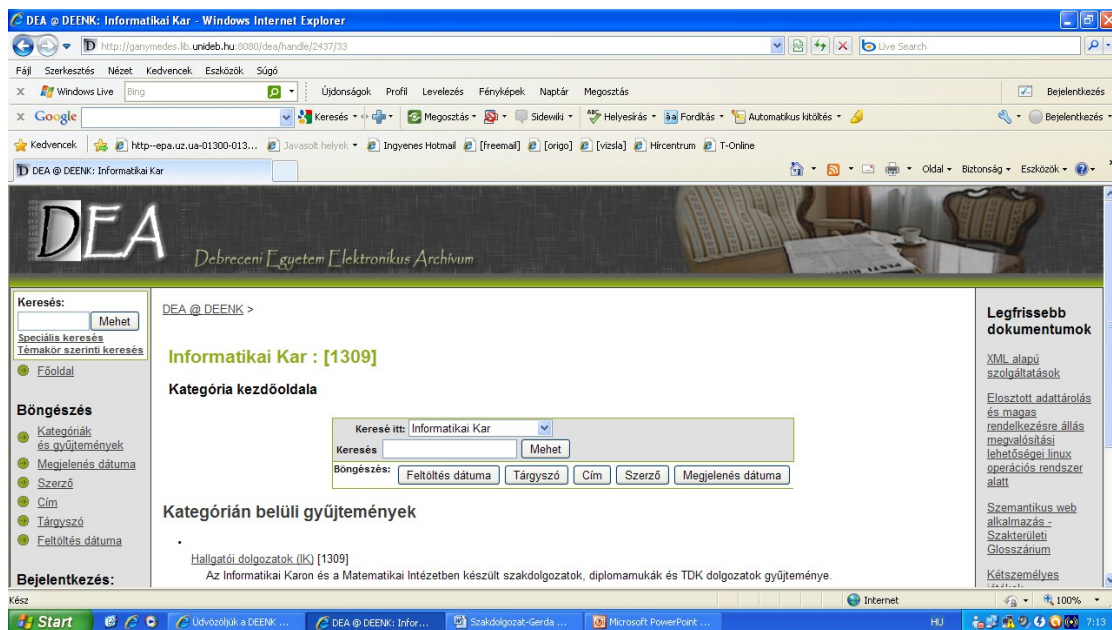 DEA @ DEENK: Informatikai Kar - Windows Internet Explorer
http://ganymedes.lib.unideb.hu:8080/dea/handle/2437/33
Live Search
Fájl Szerkesztés Nézet Kedvencek Eszközök Súgó
x Windows Live Bing Újdonságok Profil Levelezés Fényképek Naptár Megosztás Bejelentkezés
x Google Keresés Megosztás Sidewiki Helyesírás Fordítás Automatikus kitöltés Bejelentkezés
Kedvencek http--epa.uz.ua-01300-013... Javasolt helyek Ingyenes Hotmail [freemail] [origo] [vizsla] Hírcentrum T-Online
DEA @ DEENK: Informatikai Kar Oldal Biztonság Eszközök
DEA
Debreceni Egyetem Elektronikus Archívum
Keresés:
Mehet
Speciális keresés
Témakör szerinti keresés
Főoldal
Böngészés
Kategóriák
és gyűjtemények
Megjelenés dátuma
Szerző
Cím
Tárgyszó
Feltöltés dátuma
Bejelentkezés:
DEA @ DEENK >
Informatikai Kar : [1309]
Kategória kezdőoldala
Keresé itt: Informatikai Kar
Keresés Mehet
Böngészés: Feltöltés dátuma Tárgyszó Cím Szerző Megjelenés dátuma
Kategórián belüli gyűjtemények
Hallgatói dolgozatok (IK) [1309]
Az Informatikai Karon és a Matematikai Intézetben készült szakdolgozatok, diplomamukák és TDK dolgozatok gyűjteménye.
Legfrissebb
dokumentumok
XML alapú
szolgáltatások
Elosztott adattárolás
és magas
rendelkezésre állás
megvalósítási
lehetőségei linux
operációs rendszer
alatt
Szemantikus web
alkalmazás -
Szakterületi
Glosszárium
Kétszemélyes
Kész Internet 100%
Start Üdvözöljük a DEENK ... DEA @ DEENK: Infor... Szakdolgozat-Gerda ... Microsoft PowerPoint ... HU 7:13